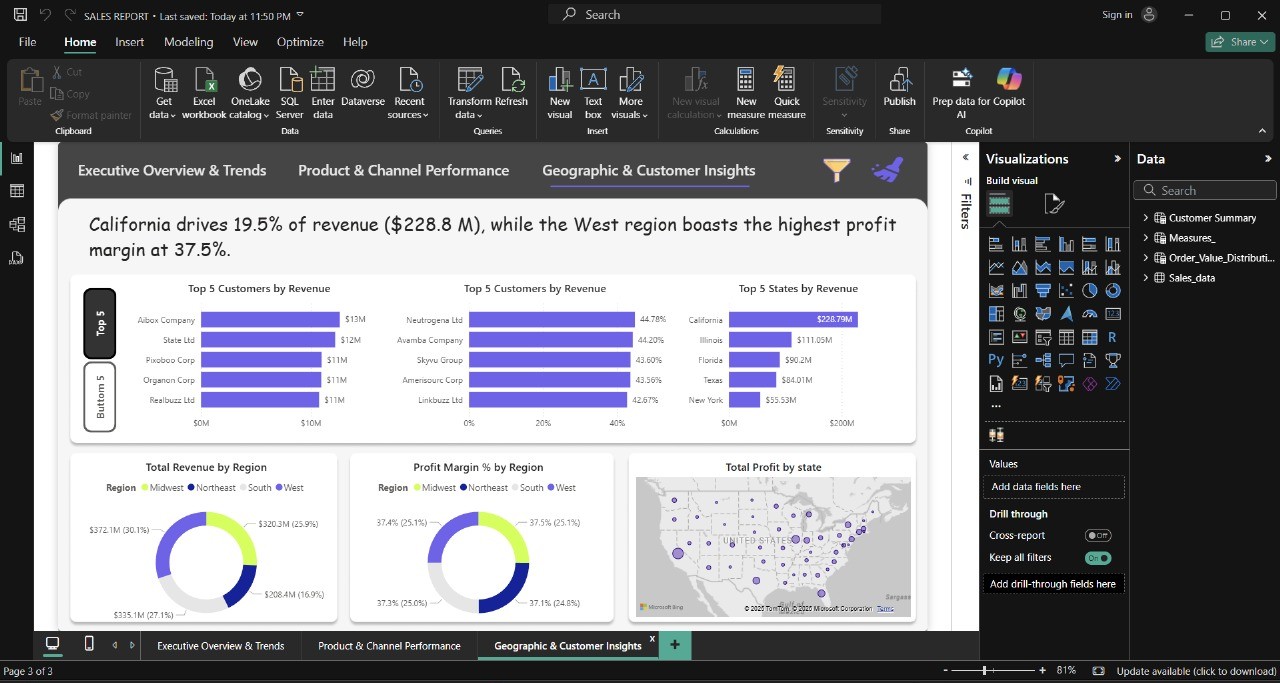 SALES REPORT • Last saved: Today at 11:50 PM
Search
Sign in
File Home Insert Modeling View Optimize Help
Share
Paste
Cut
Copy
Format painter
Clipboard
Get data
Excel workbook
OneLake catalog
SQL Server
Enter data
Dataverse
Recent sources
Data
Transform data
Refresh
Queries
New visual
Text box
More visuals
Insert
New visual calculation
New measure
Quick measure
Calculations
Sensitivity
Sensitivity
Publish
Share
Prep data for AI
Copilot
Copilot
Executive Overview & Trends
Product & Channel Performance
Geographic & Customer Insights
California drives 19.5% of revenue ($228.8 M), while the West region boasts the highest profit
margin at 37.5%.
Top 5
Buttom 5
Top 5 Customers by Revenue
Aibox Company $13M
State Ltd $12M
Pixoboo Corp $11M
Organon Corp $11M
Realbuzz Ltd $11M
$0M $10M
Top 5 Customers by Revenue
Neutrogena Ltd 44.78%
Avamba Company 44.20%
Skyvu Group 43.60%
Amerisourc Corp 43.56%
Linkbuzz Ltd 42.67%
0% 20% 40%
Top 5 States by Revenue
California $228.79M
Illinois $111.05M
Florida $90.2M
Texas $84.01M
New York $55.53M
$0M $200M
Total Revenue by Region
Region Midwest Northeast South West
$372.1M (30.1%)
$320.3M (25.9%)
$208.4M (16.9%)
$335.1M (27.1%)
Profit Margin % by Region
Region Midwest Northeast South West
37.4% (25.1%)
37.5% (25.1%)
37.3% (25.0%)
37.1% (24.8%)
Total Profit by state
UNITED STATES
Microsoft Bing
© 2025 TomTom, © 2025 Microsoft Corporation Terms
Filters
Visualizations
Build visual
123
R
Py
...
Values
Add data fields here
Drill through
Cross-report
Off
Keep all filters
On
Add drill-through fields here
Data
Search
Customer Summary
Measures_
Order_Value_Distributi...
Sales_data
Executive Overview & Trends
Product & Channel Performance
Geographic & Customer Insights
x
+
Page 3 of 3
- + 81%
Update available (click to download)